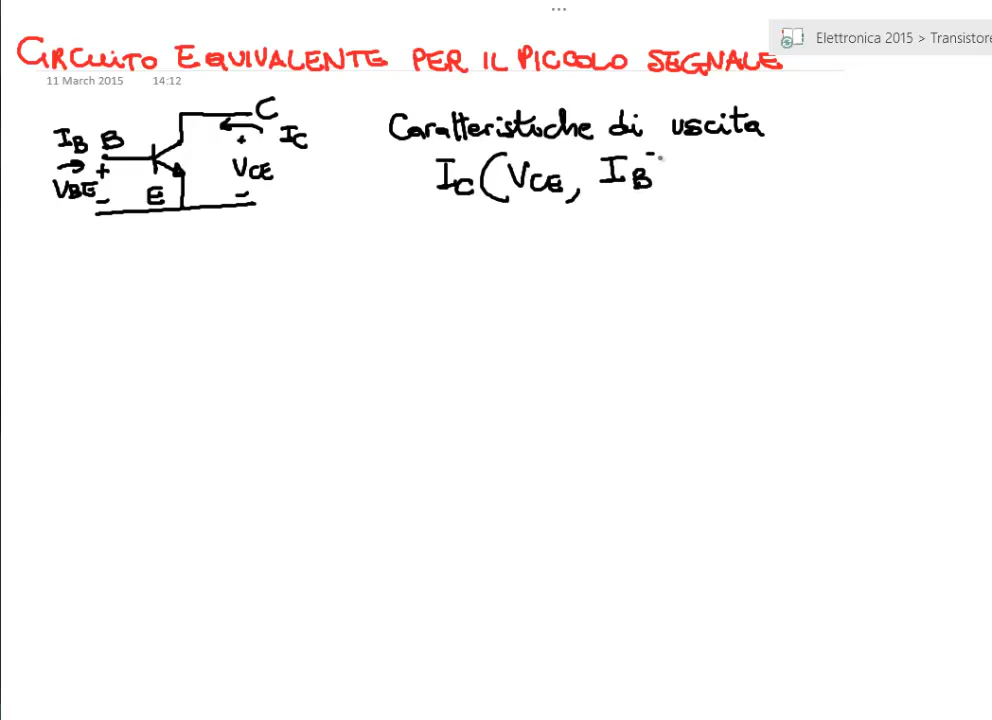 ...
Elettronica 2015 > Transistore
CIRCUITO EQUIVALENTE PER IL PICCOLO SEGNALE
11 March 2015 14:12
C
IB B + IC
VBE VCE
- E -
Caratteristiche di uscita
IC(VCE, IB